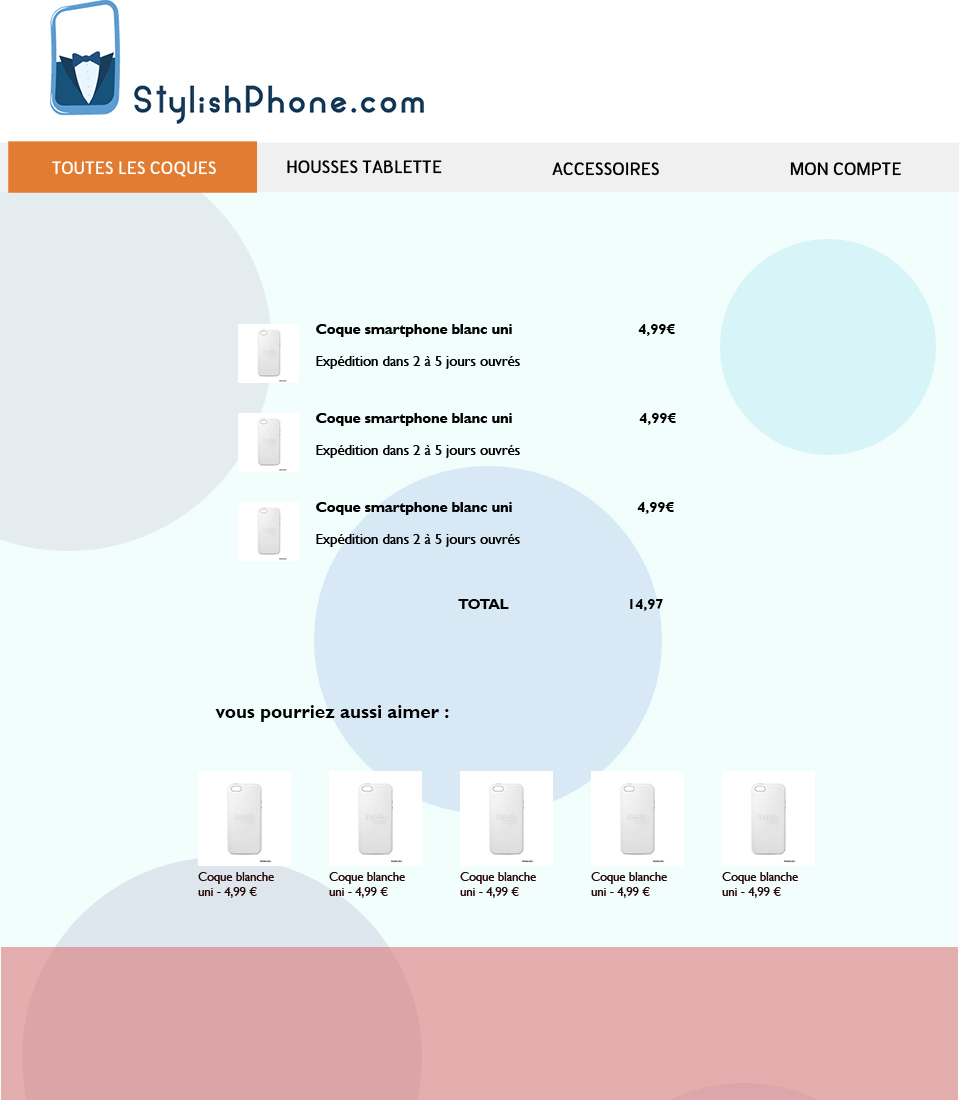 StylishPhone.com
TOUTES LES COQUES HOUSSES TABLETTE ACCESSOIRES MON COMPTE
Coque smartphone blanc uni 4,99€
Expédition dans 2 à 5 jours ouvrés
Coque smartphone blanc uni 4,99€
Expédition dans 2 à 5 jours ouvrés
Coque smartphone blanc uni 4,99€
Expédition dans 2 à 5 jours ouvrés
TOTAL 14,97
vous pourriez aussi aimer :
Coque blanche
uni - 4,99 €
Coque blanche
uni - 4,99 €
Coque blanche
uni - 4,99 €
Coque blanche
uni - 4,99 €
Coque blanche
uni - 4,99 €